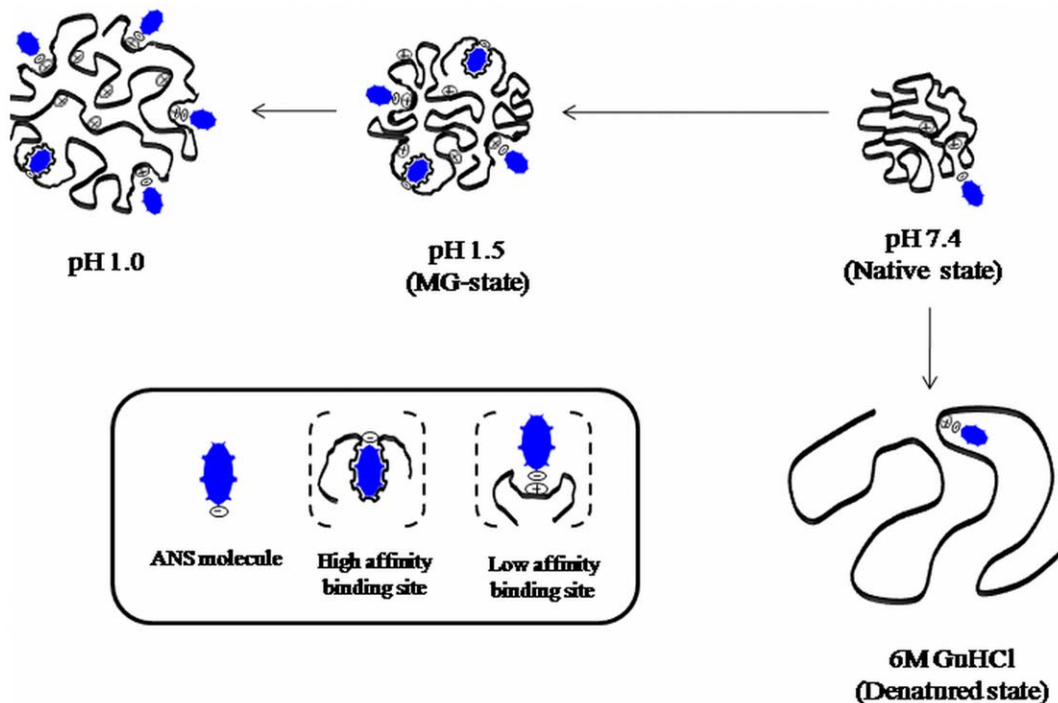 pH 1.0
pH 1.5
(MG-state)
pH 7.4
(Native state)
ANS molecule
High affinity
binding site
Low affinity
binding site
6M GuHCl
(Denatured state)